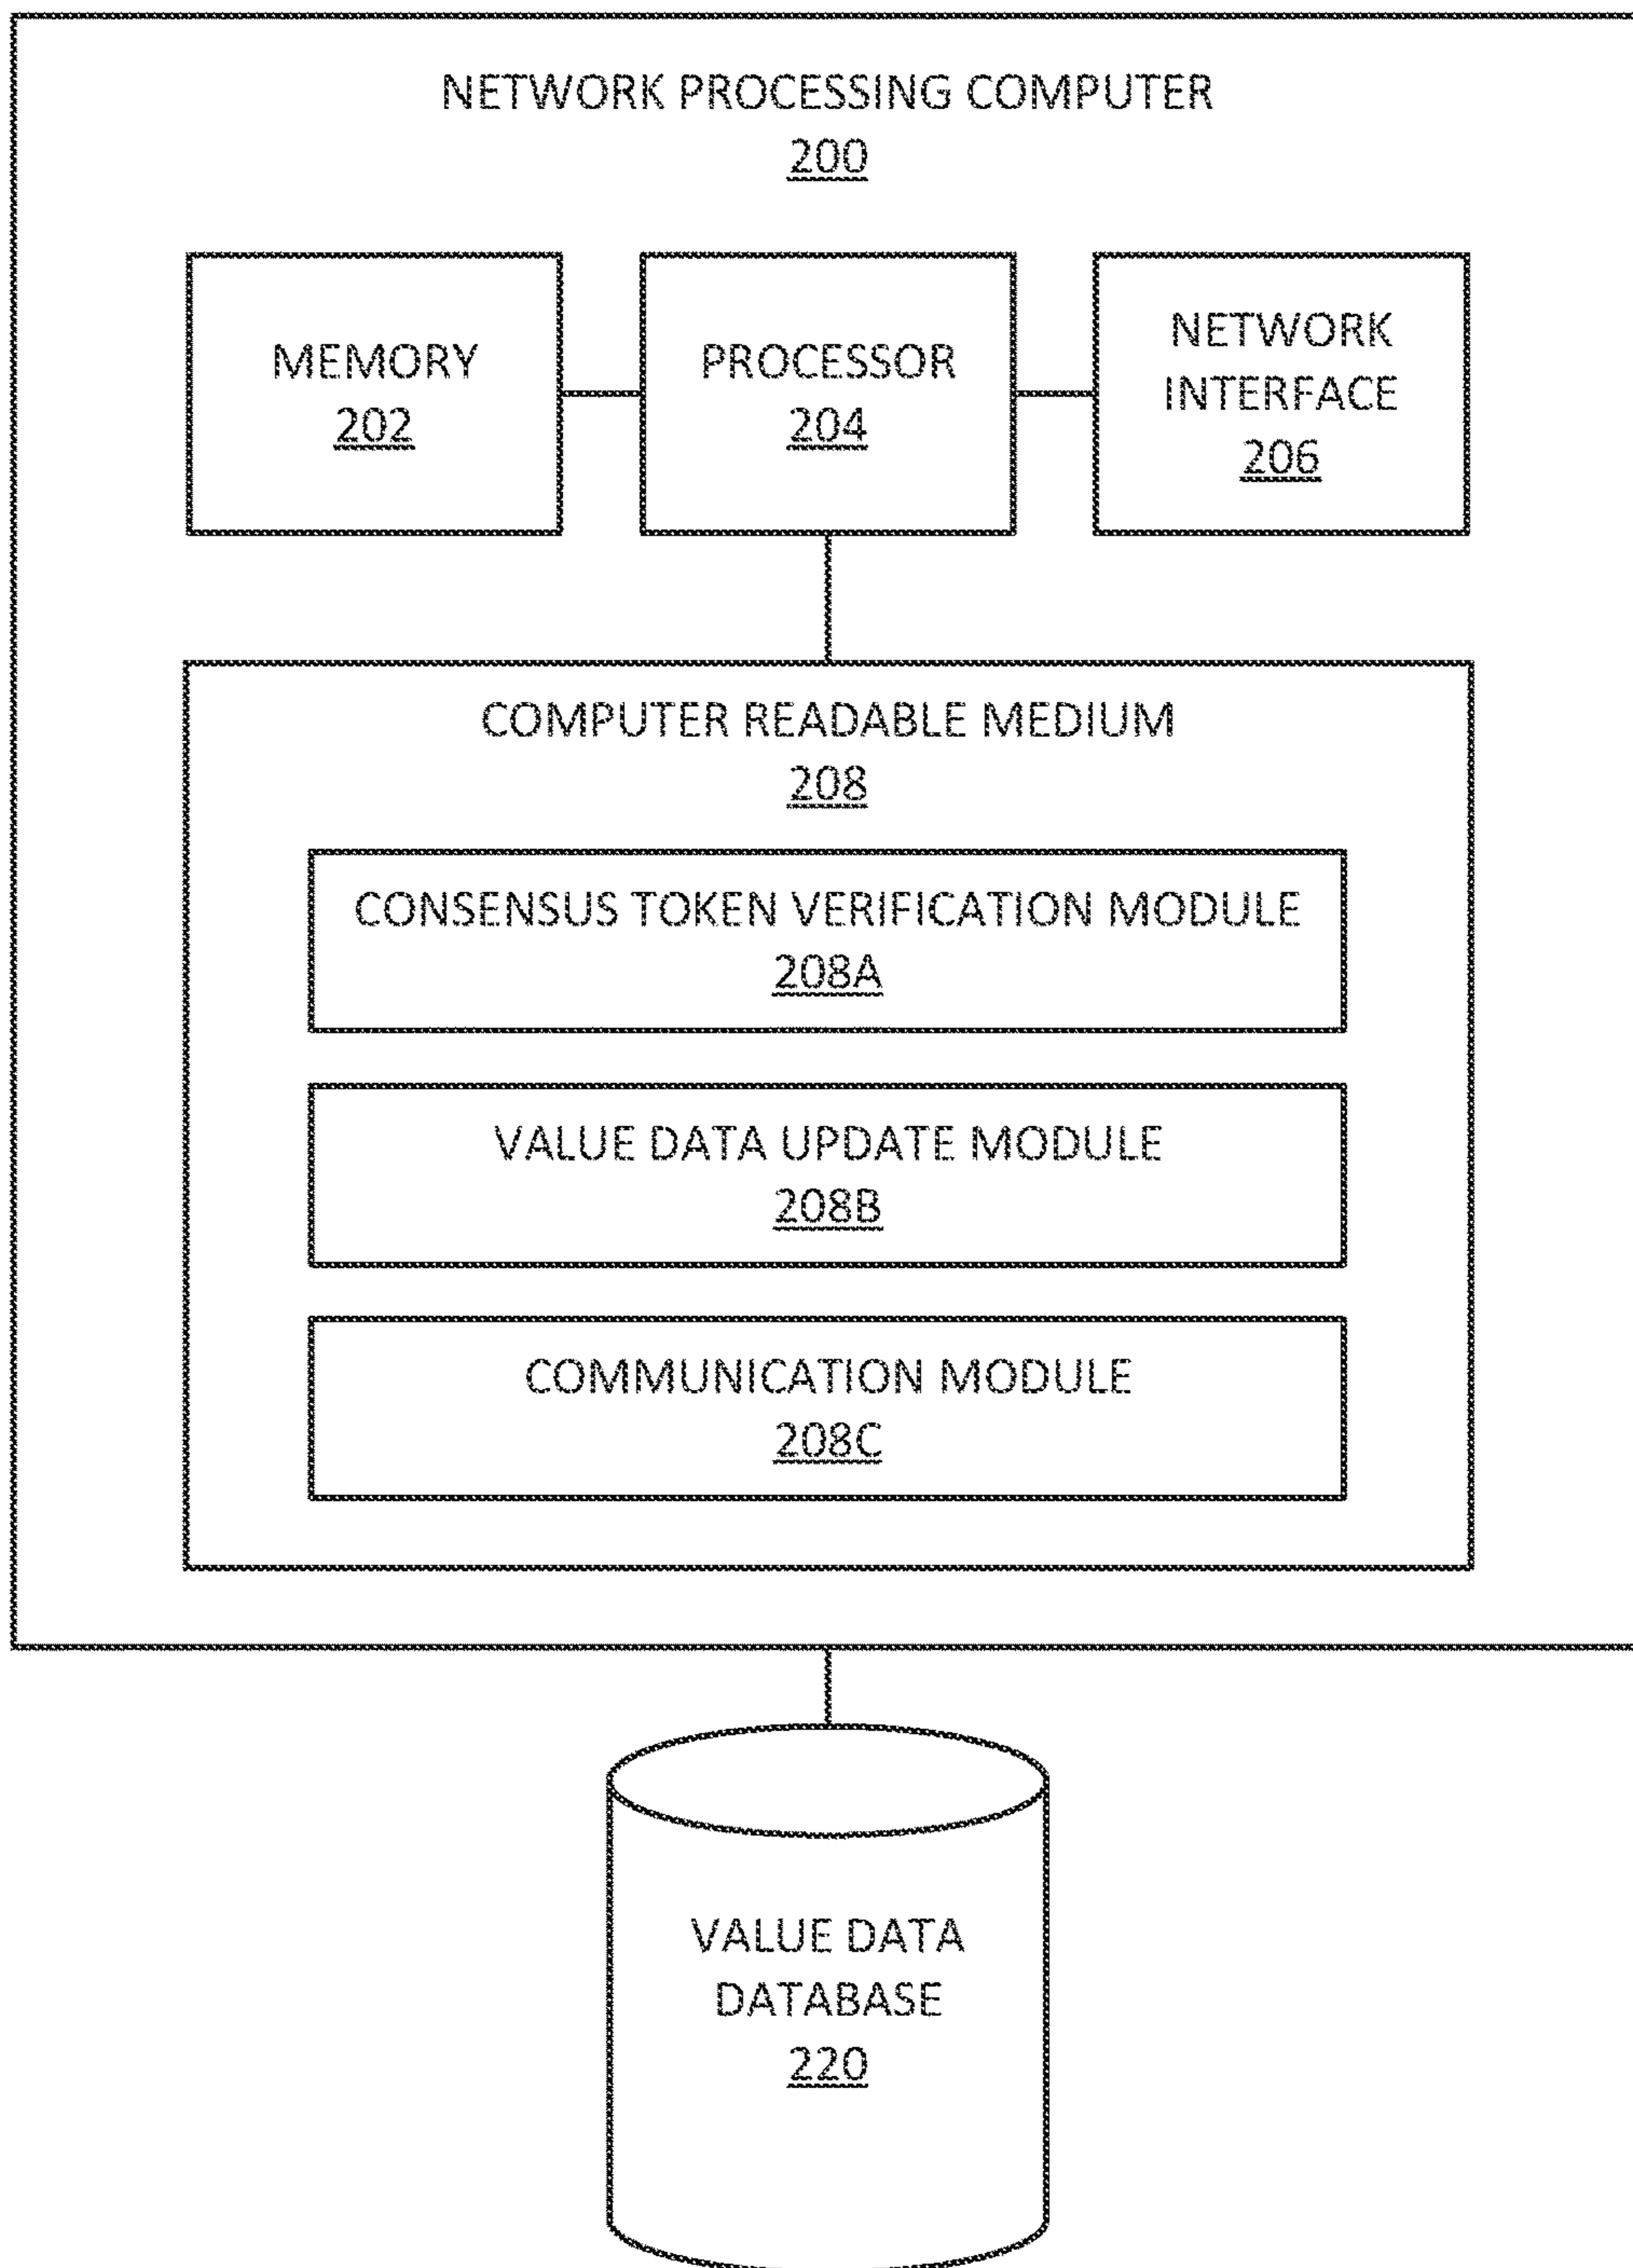 NETWORK PROCESSING COMPUTER
200
MEMORY
202
PROCESSOR
204
NETWORK
INTERFACE
206
COMPUTER READABLE MEDIUM
208
CONSENSUS TOKEN VERIFICATION MODULE
208A
VALUE DATA UPDATE MODULE
208B
COMMUNICATION MODULE
208C
VALUE DATA
DATABASE
220